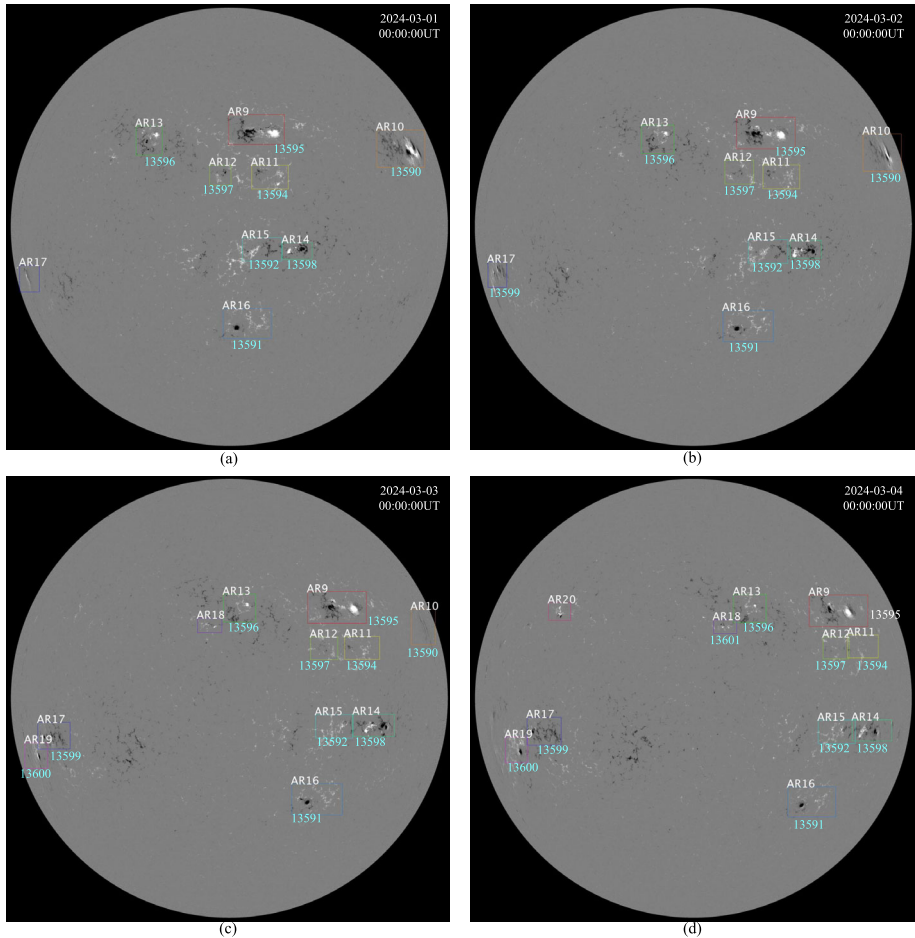 2024-03-01
00:00:00UT
AR9
AR13
AR10
13596
13595
AR12
AR11
13590
13597
13594
AR15
AR14
13592
13598
AR17
AR16
13591
(a)
2024-03-02
00:00:00UT
AR9
AR13
AR10
13596
13595
AR12
AR11
13590
13597
13594
AR15
AR14
13592
13598
AR17
13599
AR16
13591
(b)
2024-03-03
00:00:00UT
AR13
AR9
AR10
AR18
13595
13596
AR12
AR11
13590
13597
13594
AR15
AR14
AR17
13592
13598
AR19
13599
13600
AR16
13591
(c)
2024-03-04
00:00:00UT
AR20
AR13
AR9
AR18
13595
13596
13601
AR12
AR11
13597
13594
AR17
AR15
AR14
AR19
13592
13598
13599
13600
AR16
13591
(d)